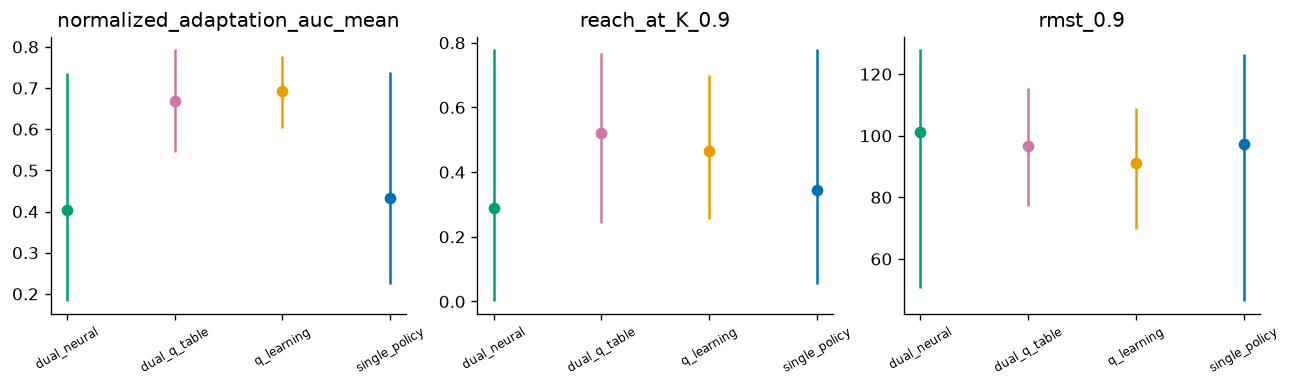 normalized_adaptation_auc_mean
0.8
0.7
0.6
0.5
0.4
0.3
0.2
dual_neural
dual_q_table
q_learning
single_policy
reach_at_K_0.9
0.8
0.6
0.4
0.2
0.0
dual_neural
dual_q_table
q_learning
single_policy
rmst_0.9
120
100
80
60
dual_neural
dual_q_table
q_learning
single_policy